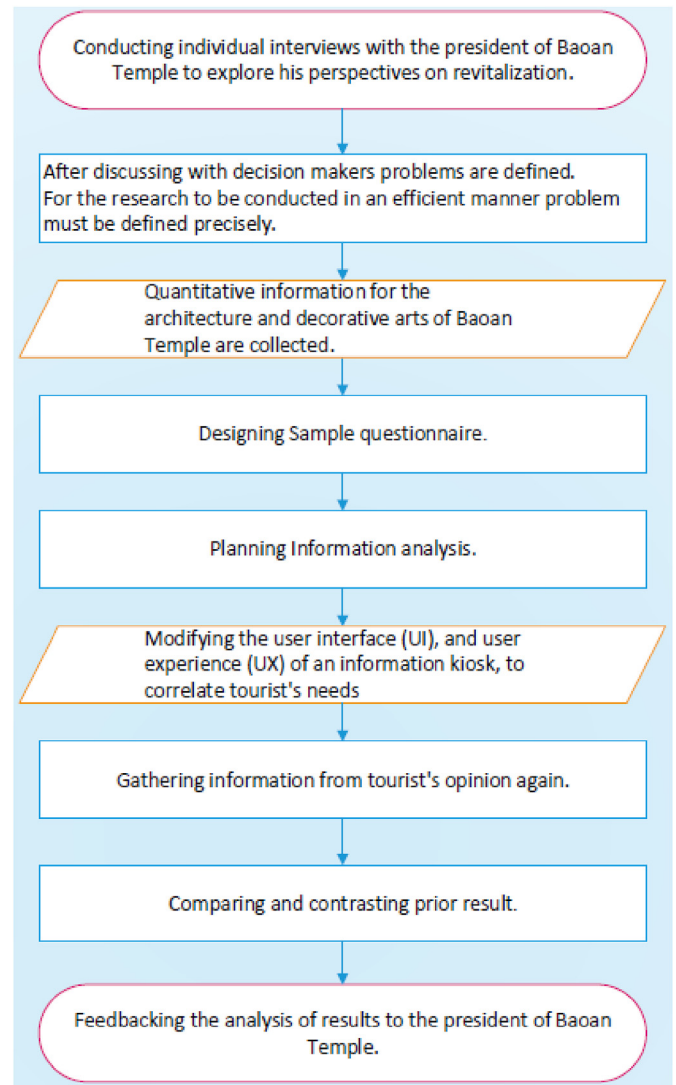 Conducting individual interviews with the president of Baoan
Temple to explore his perspectives on revitalization.
After discussing with decision makers problems are defined.
For the research to be conducted in an efficient manner problem
must be defined precisely.
Quantitative information for the
architecture and decorative arts of Baoan
Temple are collected.
Designing Sample questionnaire.
Planning Information analysis.
Modifying the user interface (UI), and user
experience (UX) of an information kiosk, to
correlate tourist's needs
Gathering information from tourist's opinion again.
Comparing and contrasting prior result.
Feedbacking the analysis of results to the president of Baoan
Temple.